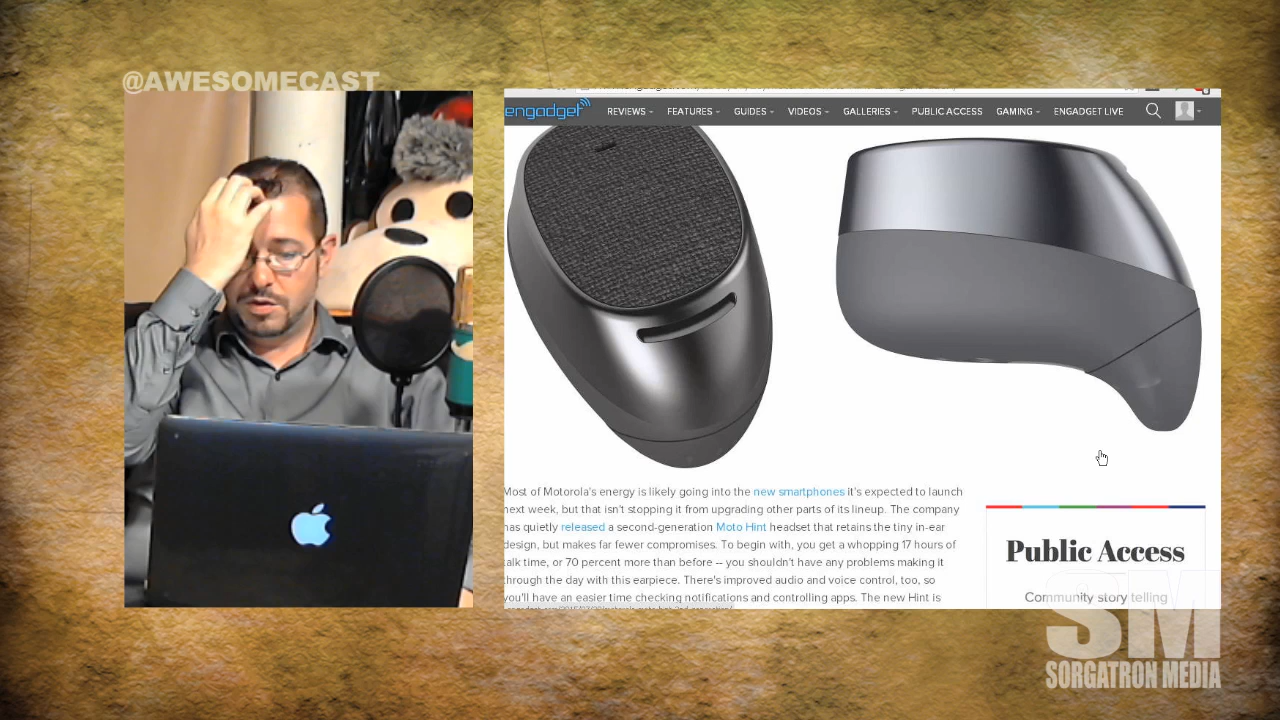 @AWESOMECAST
engadget
REVIEWS FEATURES GUIDES VIDEOS GALLERIES PUBLIC ACCESS GAMING ENGADGET LIVE
Most of Motorola's energy is likely going into the new smartphones it's expected to launch
next week, but that isn't stopping it from upgrading other parts of its lineup. The company
has quietly released a second-generation Moto Hint headset that retains the tiny in-ear
design, but makes far fewer compromises. To begin with, you get a whopping 17 hours of
talk time, or 70 percent more than before -- you shouldn't have any problems making it
through the day with this earpiece. There's improved audio and voice control, too, so
you'll have an easier time checking notifications and controlling apps. The new Hint is
Public Access
Community story telling
SM
SORGATRON MEDIA